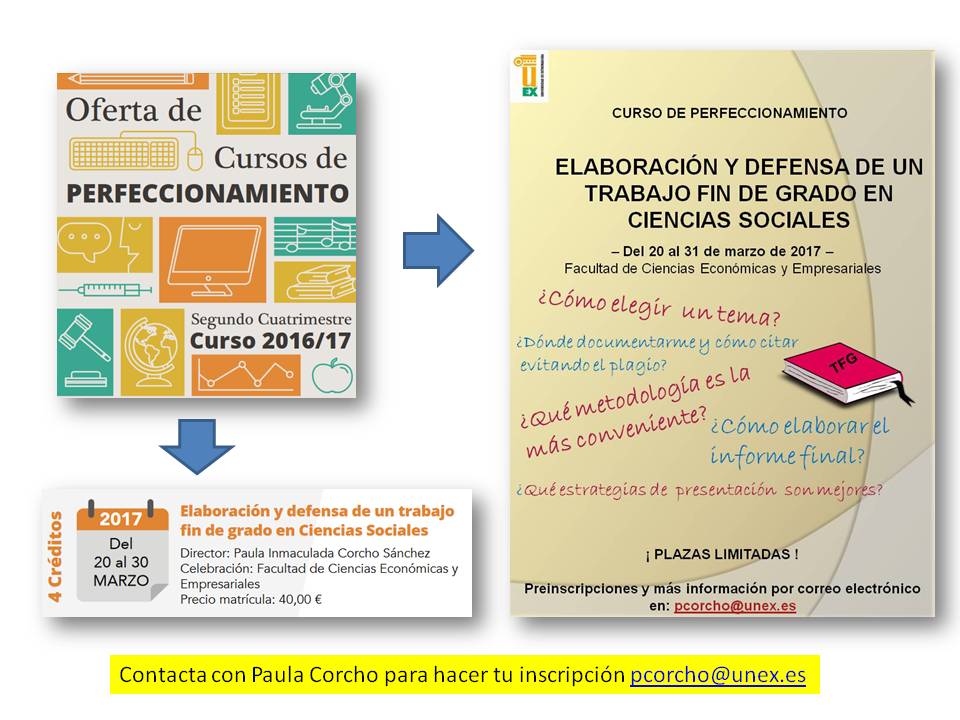 Oferta de
Cursos de
PERFECCIONAMIENTO
Segundo Cuatrimestre
Curso 2016/17
4 Créditos
2017
Del
20 al 30
MARZO
Elaboración y defensa de un trabajo
fin de grado en Ciencias Sociales
Director: Paula Inmaculada Corcho Sánchez
Celebración: Facultad de Ciencias Económicas y
Empresariales
Precio matrícula: 40,00 €
UEX
CURSO DE PERFECCIONAMIENTO
ELABORACIÓN Y DEFENSA DE UN
TRABAJO FIN DE GRADO EN
CIENCIAS SOCIALES
– Del 20 al 31 de marzo de 2017 –
Facultad de Ciencias Económicas y Empresariales
¿Cómo elegir un tema?
¿Dónde documentarme y cómo citar
evitando el plagio?
TFG
¿Qué metodología es la
más conveniente?
¿Cómo elaborar el
informe final?
¿Qué estrategias de presentación son mejores?
¡ PLAZAS LIMITADAS !
Preinscripciones y más información por correo electrónico
en: pcorcho@unex.es
Contacta con Paula Corcho para hacer tu inscripción pcorcho@unex.es